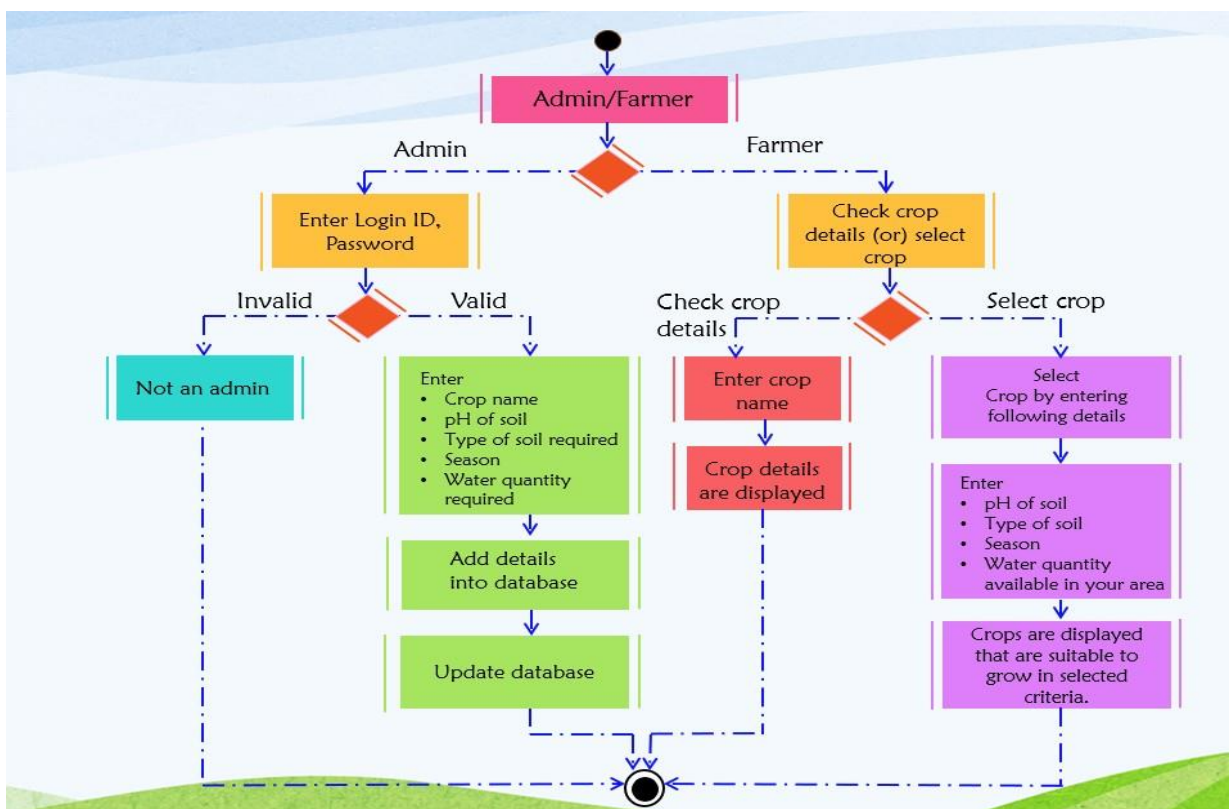 Admin/Farmer
Admin
Farmer
Enter Login ID,
Password
Check crop
details (or) select
crop
Invalid
Valid
Check crop
details
Select crop
Not an admin
Enter
• Crop name
• pH of soil
• Type of soil required
• Season
• Water quantity
required
Enter crop
name
Select
Crop by entering
following details
Crop details
are displayed
Enter
• pH of soil
• Type of soil
• Season
• Water quantity
available in your area
Add details
into database
Update database
Crops are displayed
that are suitable to
grow in selected
criteria.